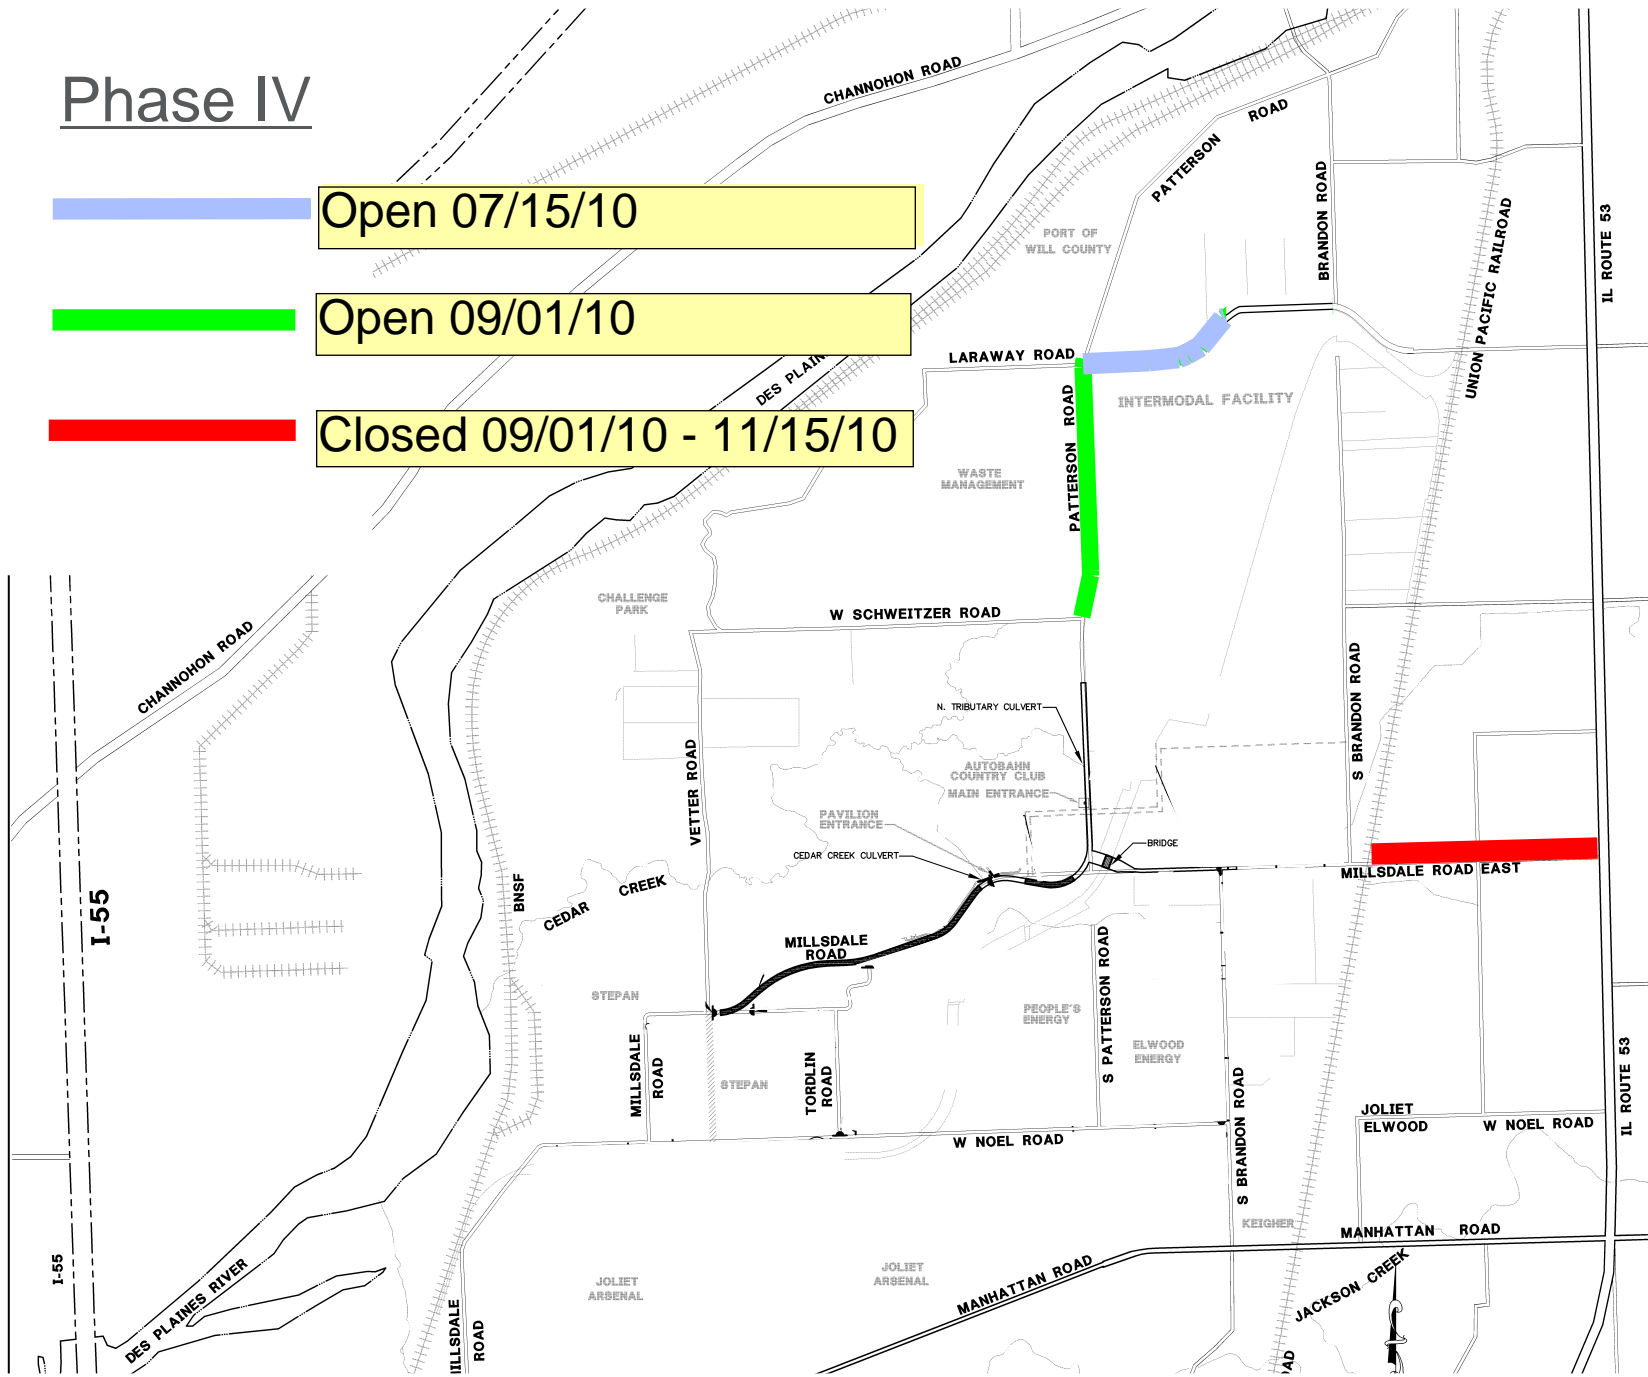 Phase IV
Open 07/15/10
Open 09/01/10
Closed 09/01/10 - 11/15/10
CHANNOHON ROAD
PATTERSON ROAD
BRANDON ROAD
UNION PACIFIC RAILROAD
IL ROUTE 53
PORT OF
WILL COUNTY
LARAWAY ROAD
DES PLAIN
INTERMODAL FACILITY
PATTERSON ROAD
WASTE
MANAGEMENT
CHALLENGE
PARK
W SCHWEITZER ROAD
CHANNOHON ROAD
S BRANDON ROAD
N. TRIBUTARY CULVERT
VETTER ROAD
AUTOBAHN
COUNTRY CLUB
MAIN ENTRANCE
PAVILION
ENTRANCE
CEDAR CREEK CULVERT
BRIDGE
MILLSDALE ROAD EAST
I-55
BNSF
CEDAR CREEK
MILLSDALE
ROAD
STEPAN
PEOPLE'S
ENERGY
S PATTERSON ROAD
ELWOOD
ENERGY
MILLSDALE
ROAD
STEPAN
TORDLIN
ROAD
S BRANDON ROAD
IL ROUTE 53
JOLIET
ELWOOD
W NOEL ROAD
W NOEL ROAD
KEIGHER
MANHATTAN ROAD
I-55
DES PLAINES RIVER
JOLIET
ARSENAL
JOLIET
ARSENAL
MANHATTAN ROAD
JACKSON CREEK
ILLSDALE
ROAD
OAD